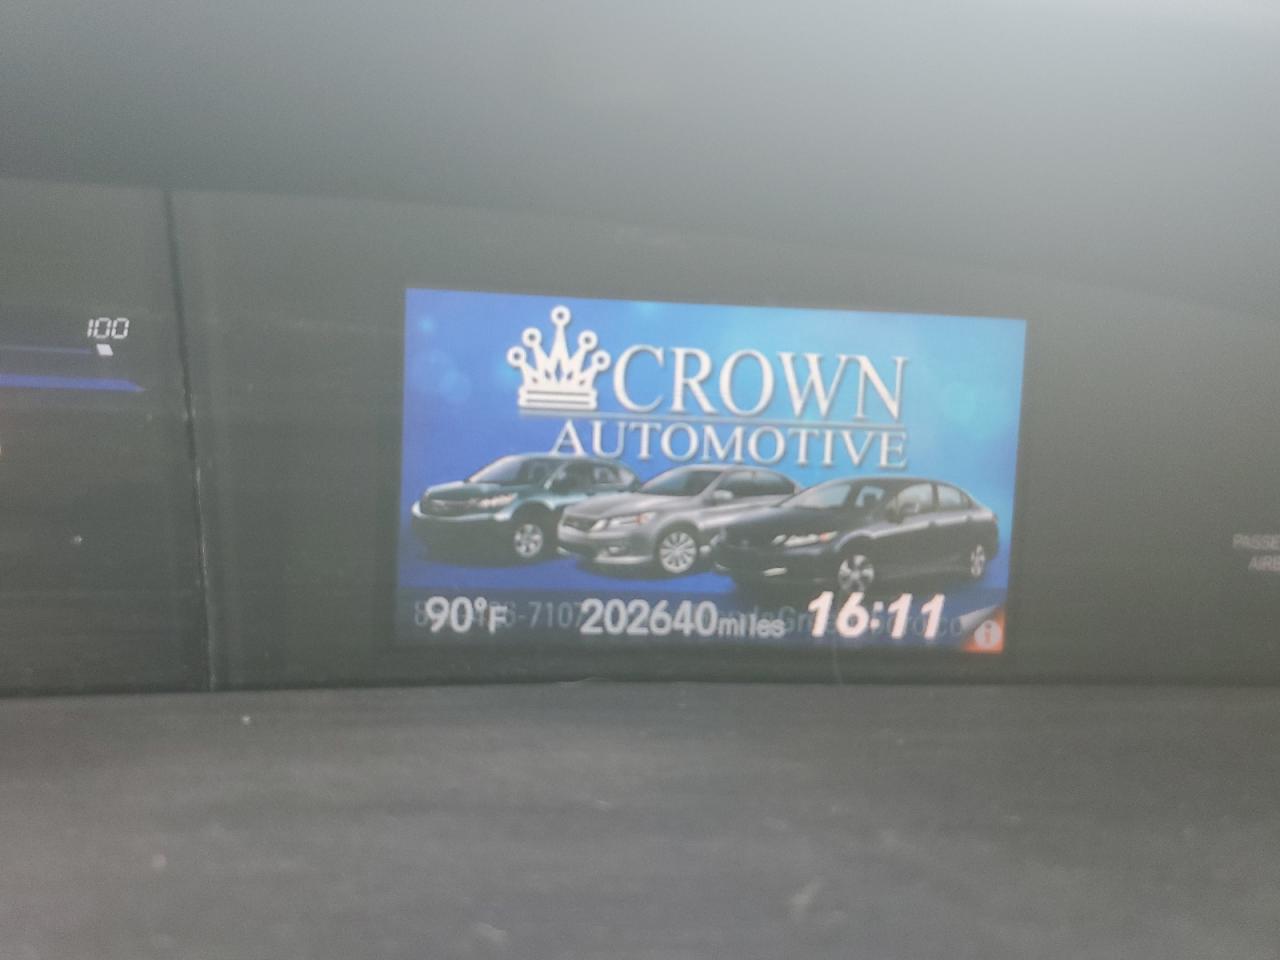 100
CROWN
AUTOMOTIVE
90°F 202640miles 16:11
i